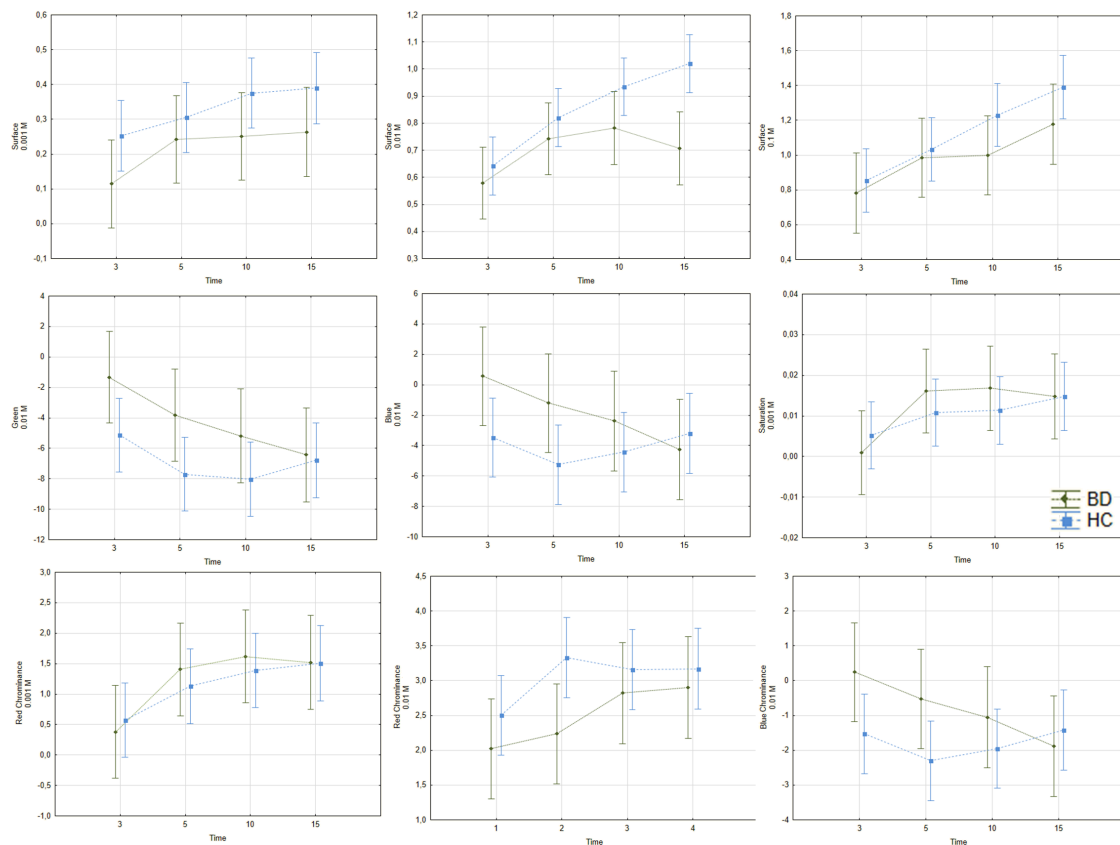 0,6
0,5
0,4
0,3
0,2
0,1
0,0
-0,1
Surface
0.001 M
3 5 10 15
Time
1,2
1,1
1,0
0,9
0,8
0,7
0,6
0,5
0,4
0,3
Surface
0.01 M
3 5 10 15
Time
1,8
1,6
1,4
1,2
1,0
0,8
0,6
0,4
Surface
0.1 M
3 5 10 15
Time
4
2
0
-2
-4
-6
-8
-10
-12
Green
0.01 M
3 5 10 15
Time
6
4
2
0
-2
-4
-6
-8
-10
Blue
0.01 M
3 5 10 15
Time
0,04
0,03
0,02
0,01
0,00
-0,01
-0,02
Saturation
0.001 M
3 5 10 15
Time
BD
HC
3,0
2,5
2,0
1,5
1,0
0,5
0,0
-0,5
-1,0
Red Chrominance
0.001 M
3 5 10 15
Time
4,5
4,0
3,5
3,0
2,5
2,0
1,5
1,0
Red Chrominance
0.01 M
1 2 3 4
Time
3
2
1
0
-1
-2
-3
-4
Blue Chrominance
0.01 M
3 5 10 15
Time